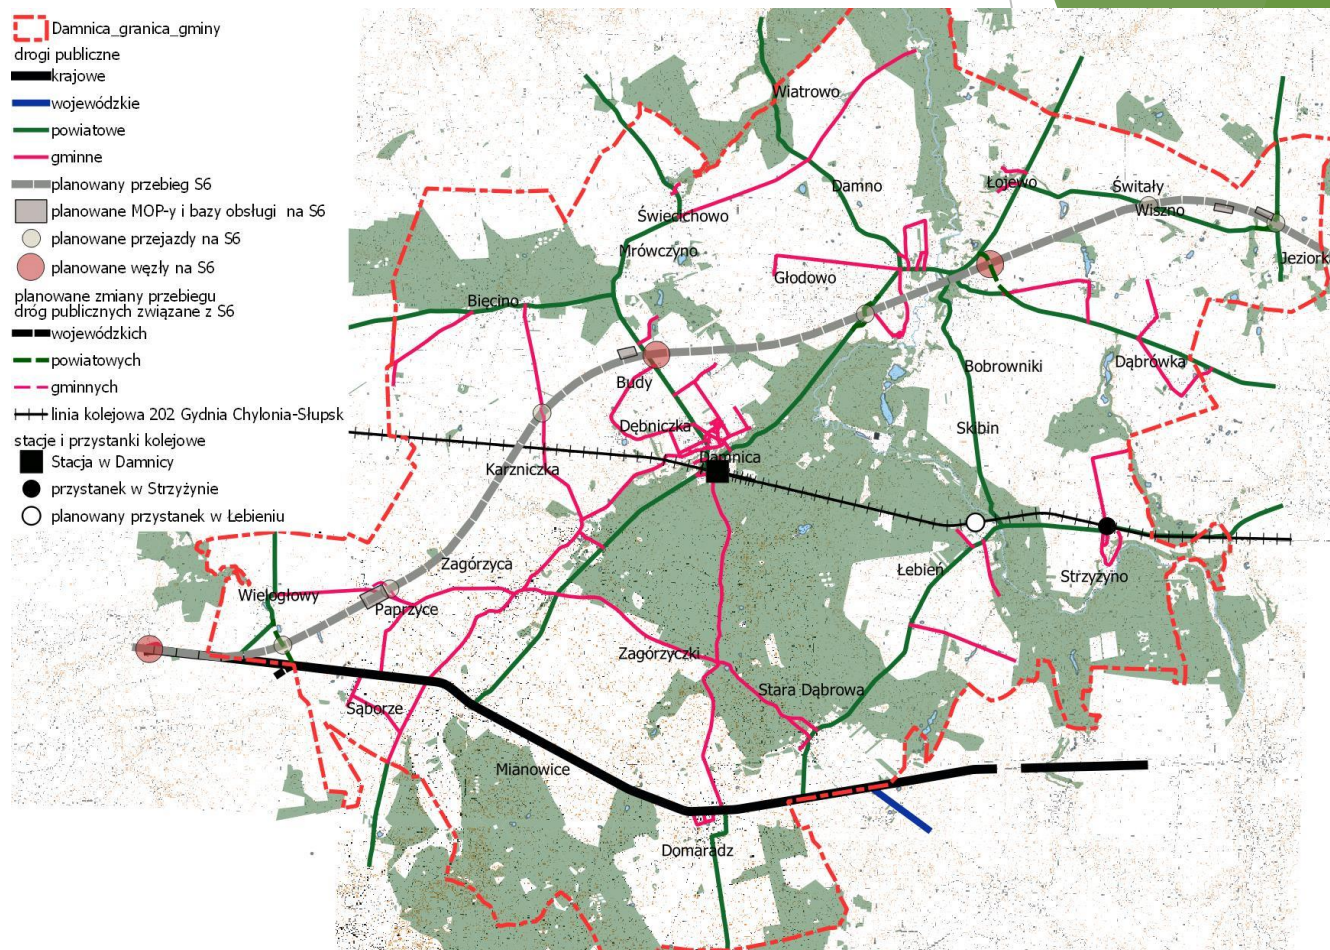 Damnica_granica_gminy
drogi publiczne
krajowe
wojewódzkie
powiatowe
gminne
planowany przebieg S6
planowane MOP-y i bazy obsługi na S6
planowane przejazdy na S6
planowane węzły na S6
planowane zmiany przebiegu
dróg publicznych związane z S6
wojewódzkich
powiatowych
gminnych
linia kolejowa 202 Gydnia Chylonia-Słupsk
stacje i przystanki kolejowe
Stacja w Damnicy
przystanek w Strzyżynie
planowany przystanek w Łebieniu
Wiatrowo
Damno
Łojewo
Świtały
Wiszno
Święcichowo
Mrówczyno
Głodowo
Jeziork
Bięcino
Bobrowniki
Dąbrówka
Budy
Dębniczka
Skibin
Damnica
Karzniczka
Zagórzyca
Łebień
Strzyżyno
Wielogłowy
Paprzyce
Zagórzyczki
Stara Dąbrowa
Sąborze
Mianowice
Domaradz